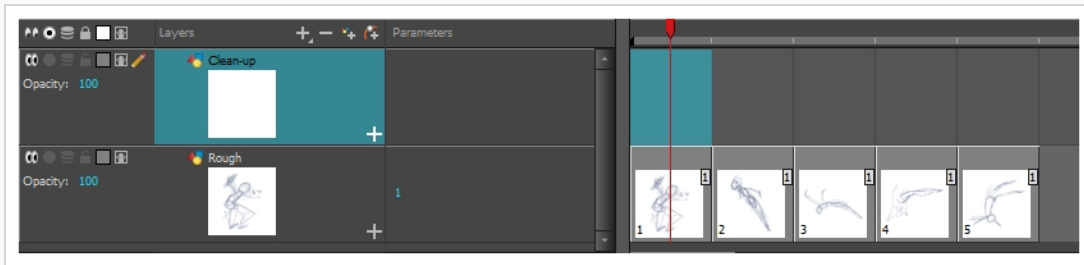 Layers Parameters
Clean-up
Opacity: 100
Rough
Opacity: 100
1
1 1 1 1 1
1 2 3 4 5